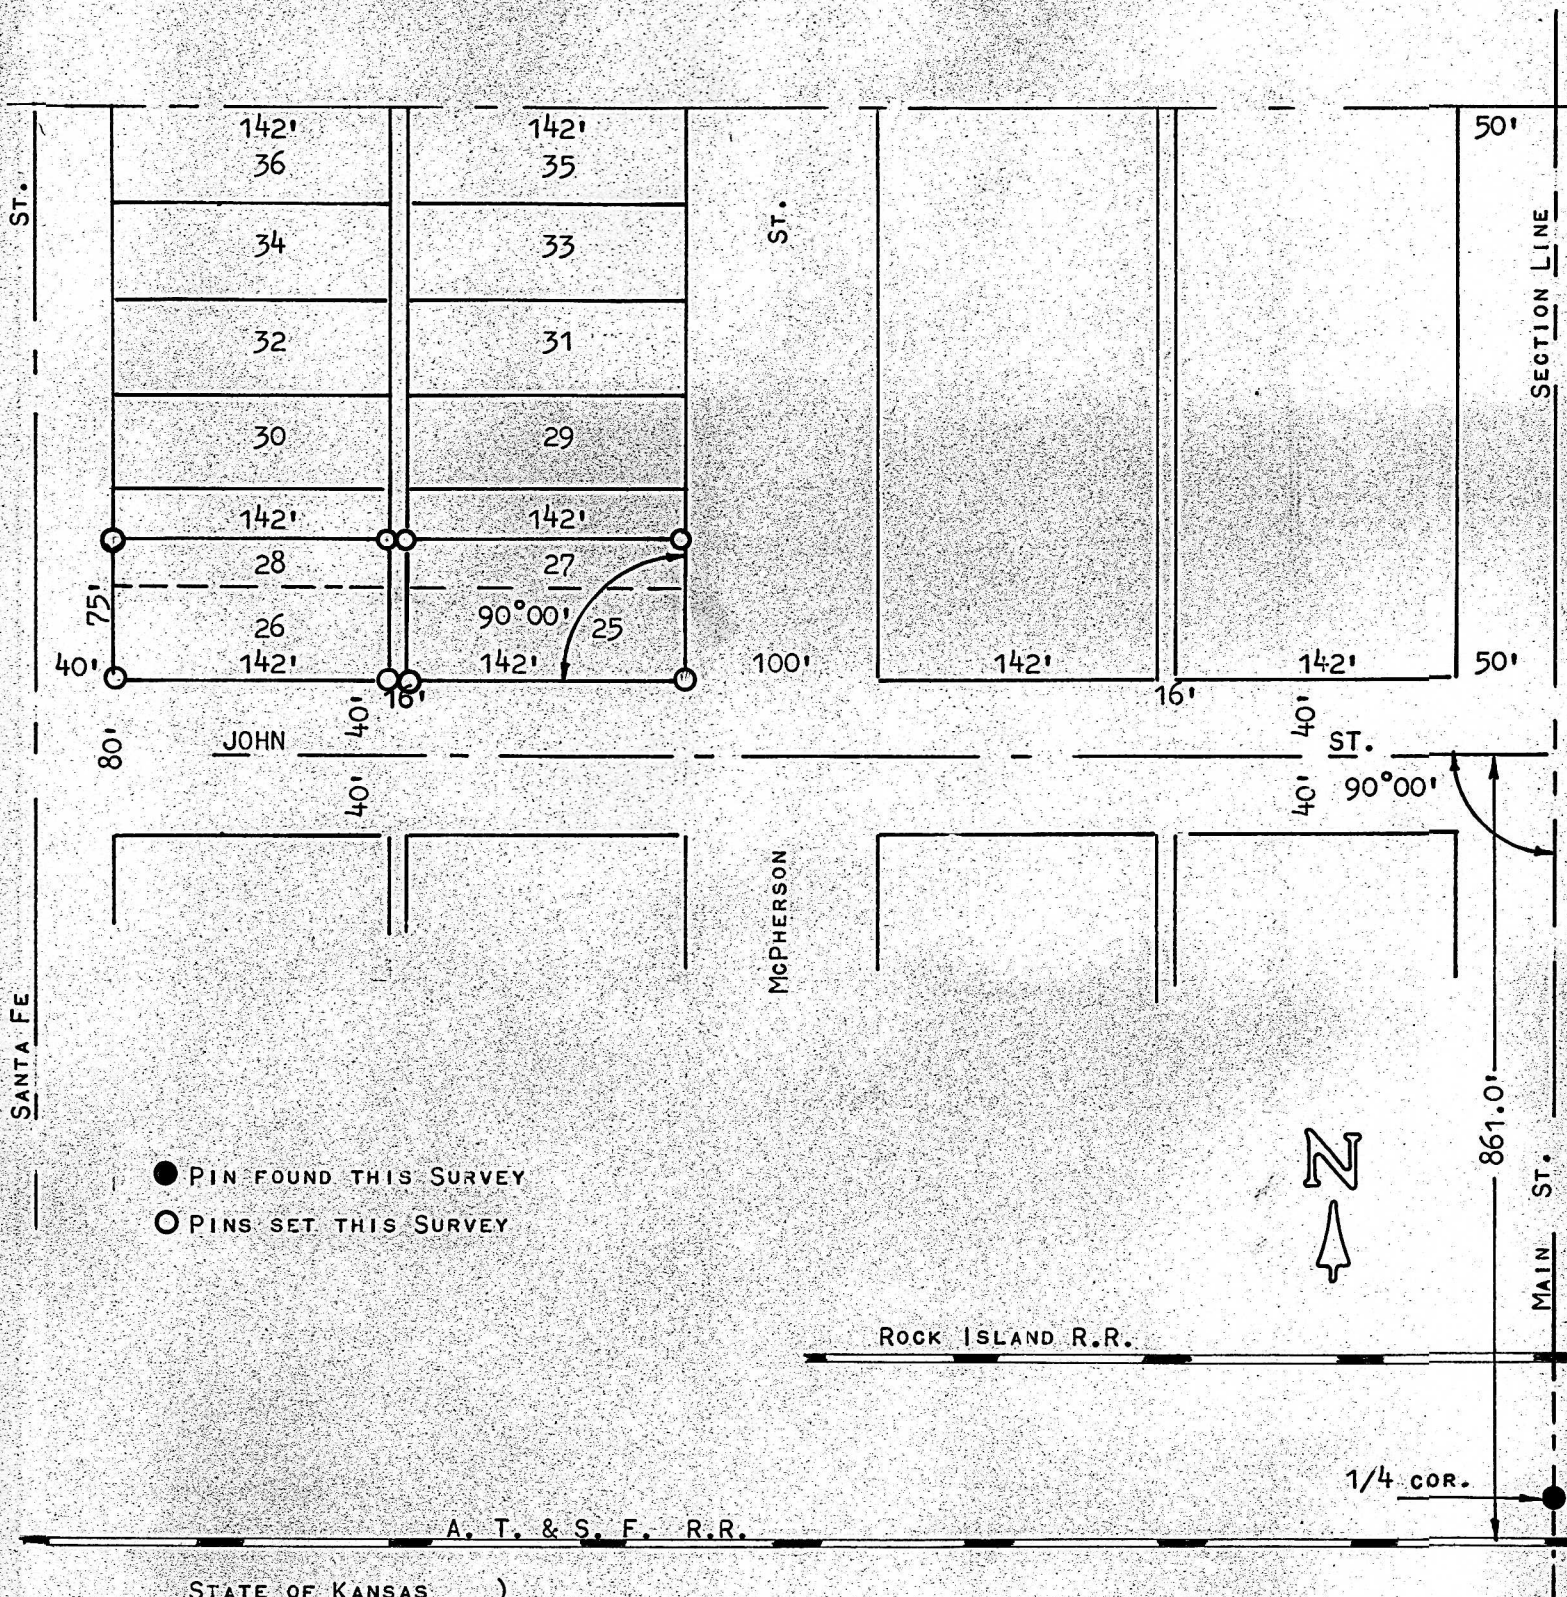 142'
142'
50'
36
35
ST.
ST.
34
33
SECTION LINE
32
31
30
29
142'
142'
28
27
75'
90°00'
26
25
40'
142'
142'
100'
142'
142'
50'
16'
16'
40'
40'
80'
JOHN
ST.
40'
40'
90°00'
MCPHERSON
SANTA FE
861.0'
N
MAIN ST.
PIN FOUND THIS SURVEY
PINS SET THIS SURVEY
ROCK ISLAND R.R.
1/4 COR.
A. T. & S. F. R.R.
STATE OF KANSAS )